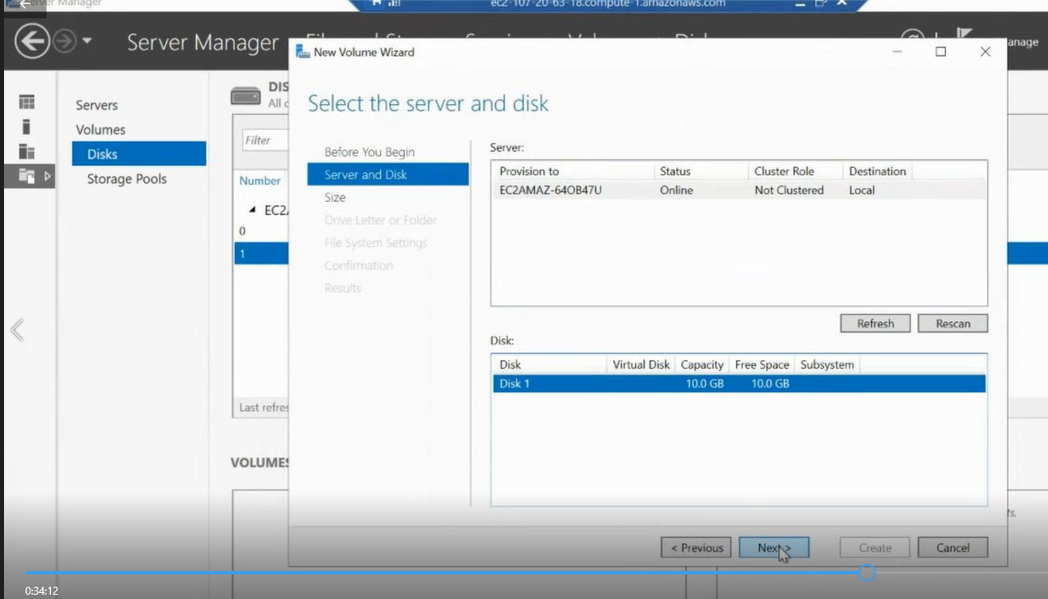 ver Manager
ec2-107-20-63-18.compute-1.amazonaws.com
Server Manager
anage
New Volume Wizard
Select the server and disk
Servers
Volumes
Disks
Storage Pools
DIS
All c
Filter
Number
EC2A
0
1
Last refres
VOLUMES
Before You Begin
Server and Disk
Size
Drive Letter or Folder
File System Settings
Confirmation
Results
Server:
Provision to Status Cluster Role Destination
EC2AMAZ-64OB47U Online Not Clustered Local
Refresh Rescan
Disk:
Disk Virtual Disk Capacity Free Space Subsystem
Disk 1 10.0 GB 10.0 GB
ts.
< Previous Next > Create Cancel
0:34:12